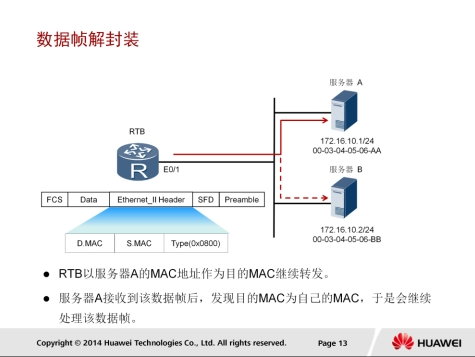 数据帧解封装
服务器 A
RTB
172.16.10.1/24
00-03-04-05-06-AA
E0/1
服务器 B
FCS Data Ethernet_II Header SFD Preamble
172.16.10.2/24
00-03-04-05-06-BB
D.MAC S.MAC Type(0x0800)
● RTB以服务器A的MAC地址作为目的MAC继续转发。
● 服务器A接收到该数据帧后，发现目的MAC为自己的MAC，于是会继续
处理该数据帧。
Copyright © 2014 Huawei Technologies Co., Ltd. All rights reserved. Page 13 HUAWEI